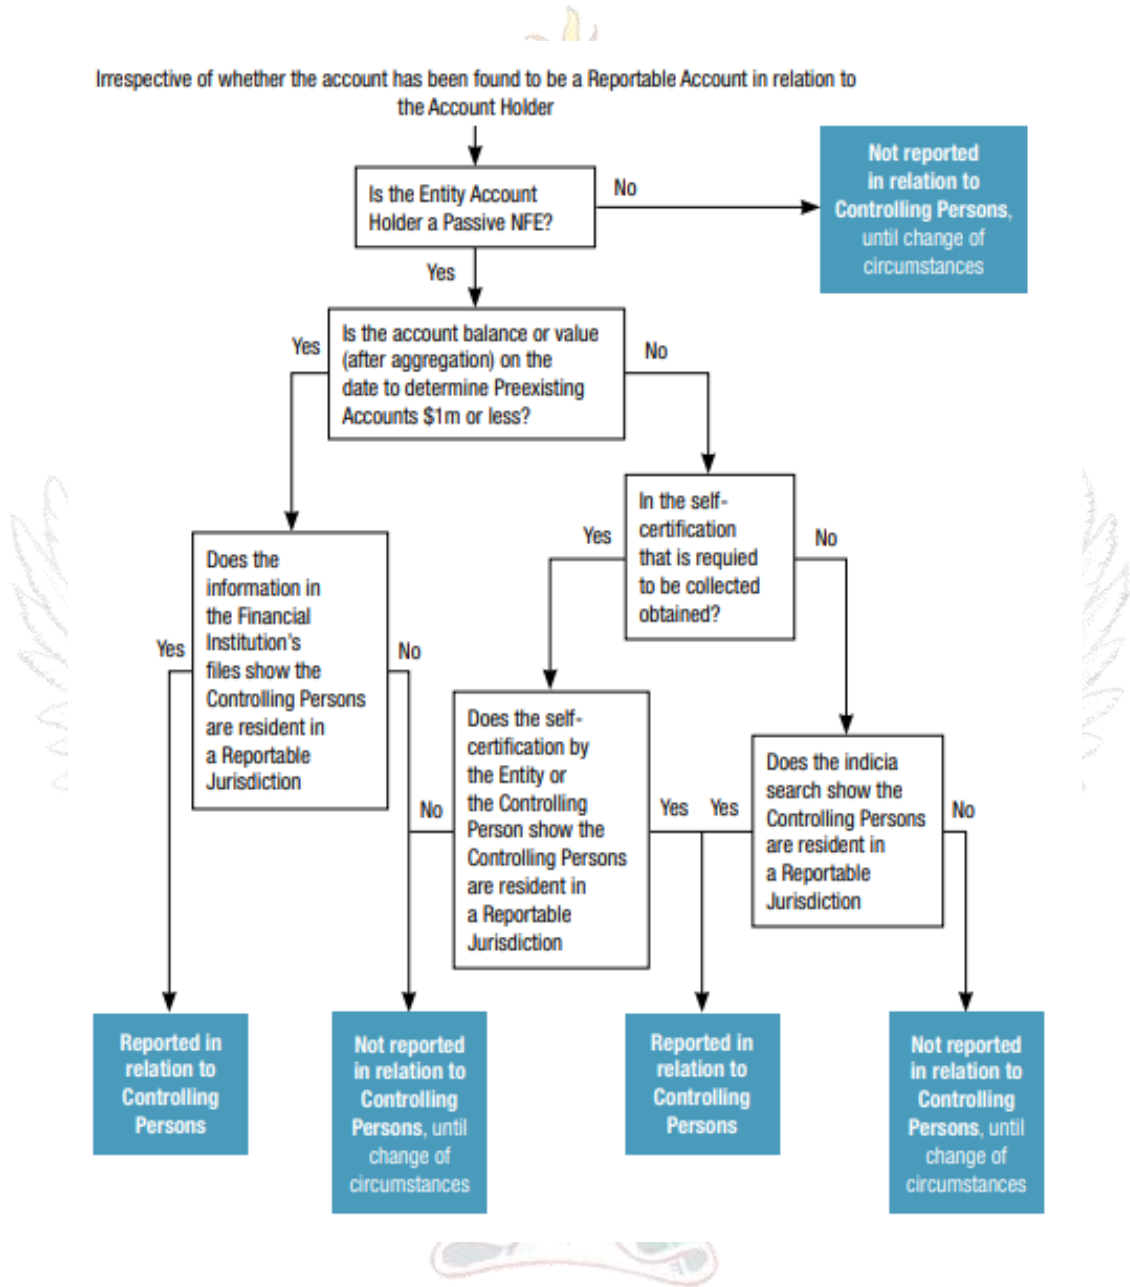 Irrespective of whether the account has been found to be a Reportable Account in relation to
the Account Holder
Not reported
in relation to
Controlling Persons,
until change of
circumstances
Is the Entity Account
Holder a Passive NFE?
No
Yes
Is the account balance or value
(after aggregation) on the
date to determine Preexisting
Accounts $1m or less?
Yes
No
In the self-
certification
that is requied
to be collected
obtained?
Yes
No
Does the
information in
the Financial
Institution's
files show the
Controlling Persons
are resident in
a Reportable
Jurisdiction
Yes
No
Does the self-
certification by
the Entity or
the Controlling
Person show the
Controlling Persons
are resident in
a Reportable
Jurisdiction
No
Yes
Yes
Does the indicia
search show the
Controlling Persons
are resident in
a Reportable
Jurisdiction
No
Reported in
relation to
Controlling
Persons
Not reported
in relation to
Controlling
Persons, until
change of
circumstances
Reported in
relation to
Controlling
Persons
Not reported
in relation to
Controlling
Persons, until
change of
circumstances